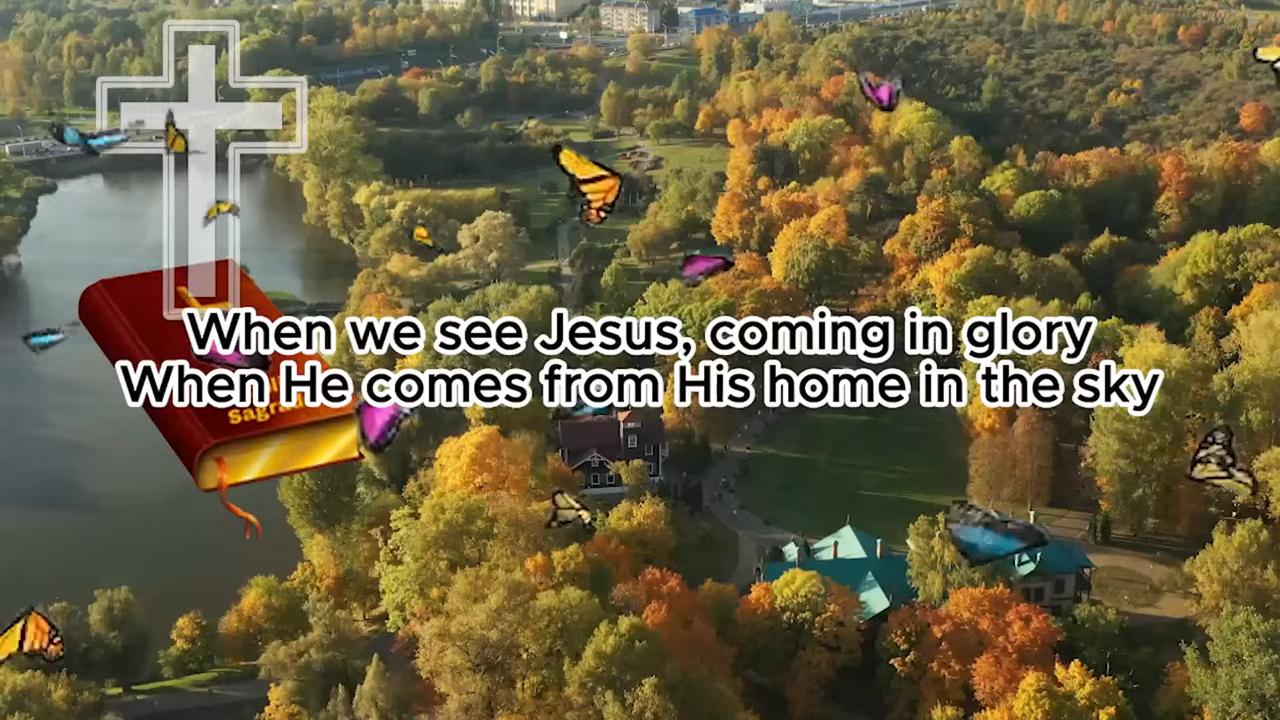 When we see Jesus, coming in glory
When He comes from His home in the sky